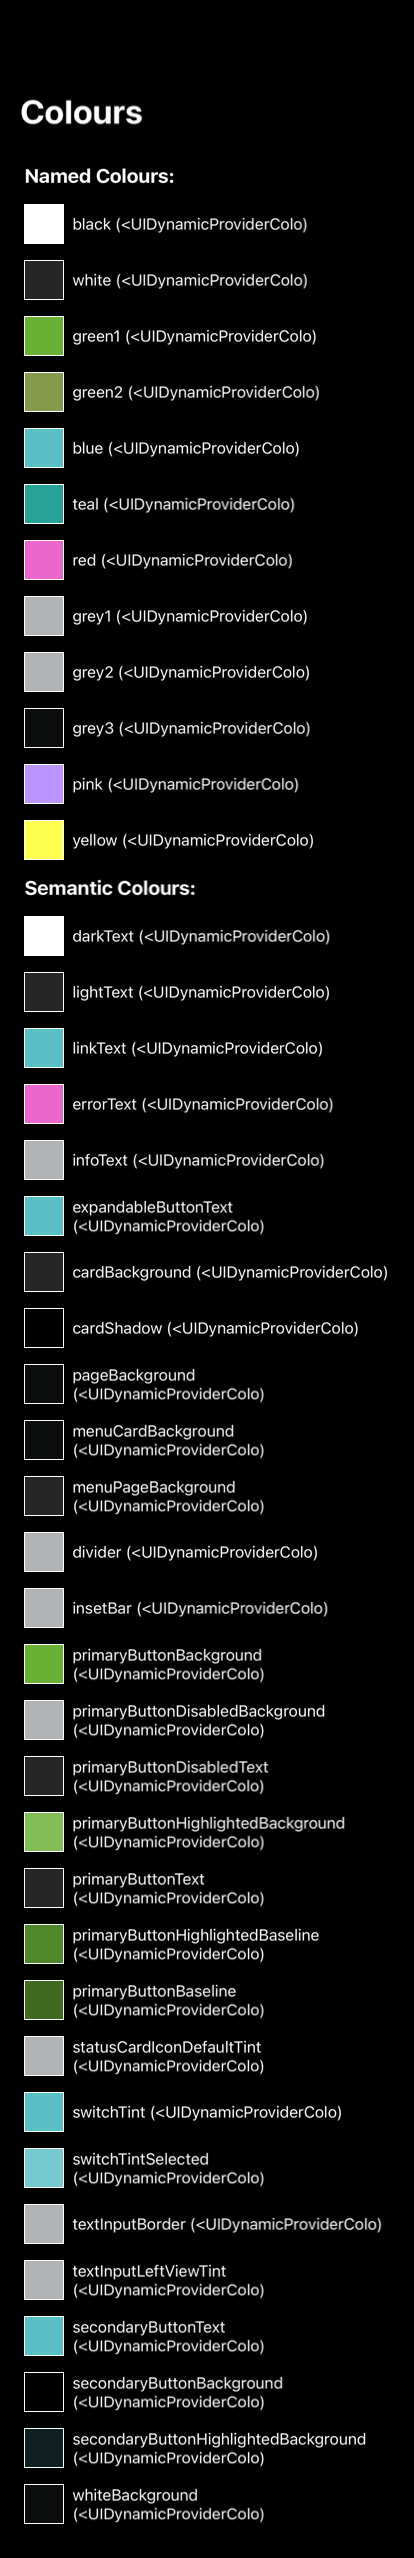 Colours
Named Colours:
black (<UIDynamicProviderColo)
white (<UIDynamicProviderColo)
green1 (<UIDynamicProviderColo)
green2 (<UIDynamicProviderColo)
blue (<UIDynamicProviderColo)
teal (<UIDynamicProviderColo)
red (<UIDynamicProviderColo)
grey1 (<UIDynamicProviderColo)
grey2 (<UIDynamicProviderColo)
grey3 (<UIDynamicProviderColo)
pink (<UIDynamicProviderColo)
yellow (<UIDynamicProviderColo)
Semantic Colours:
darkText (<UIDynamicProviderColo)
lightText (<UIDynamicProviderColo)
linkText (<UIDynamicProviderColo)
errorText (<UIDynamicProviderColo)
infoText (<UIDynamicProviderColo)
expandableButtonText
(<UIDynamicProviderColo)
cardBackground (<UIDynamicProviderColo)
cardShadow (<UIDynamicProviderColo)
pageBackground
(<UIDynamicProviderColo)
menuCardBackground
(<UIDynamicProviderColo)
menuPageBackground
(<UIDynamicProviderColo)
divider (<UIDynamicProviderColo)
insetBar (<UIDynamicProviderColo)
primaryButtonBackground
(<UIDynamicProviderColo)
primaryButtonDisabledBackground
(<UIDynamicProviderColo)
primaryButtonDisabledText
(<UIDynamicProviderColo)
primaryButtonHighlightedBackground
(<UIDynamicProviderColo)
primaryButtonText
(<UIDynamicProviderColo)
primaryButtonHighlightedBaseline
(<UIDynamicProviderColo)
primaryButtonBaseline
(<UIDynamicProviderColo)
statusCardIconDefaultTint
(<UIDynamicProviderColo)
switchTint (<UIDynamicProviderColo)
switchTintSelected
(<UIDynamicProviderColo)
textInputBorder (<UIDynamicProviderColo)
textInputLeftViewTint
(<UIDynamicProviderColo)
secondaryButtonText
(<UIDynamicProviderColo)
secondaryButtonBackground
(<UIDynamicProviderColo)
secondaryButtonHighlightedBackground
(<UIDynamicProviderColo)
whiteBackground
(<UIDynamicProviderColo)